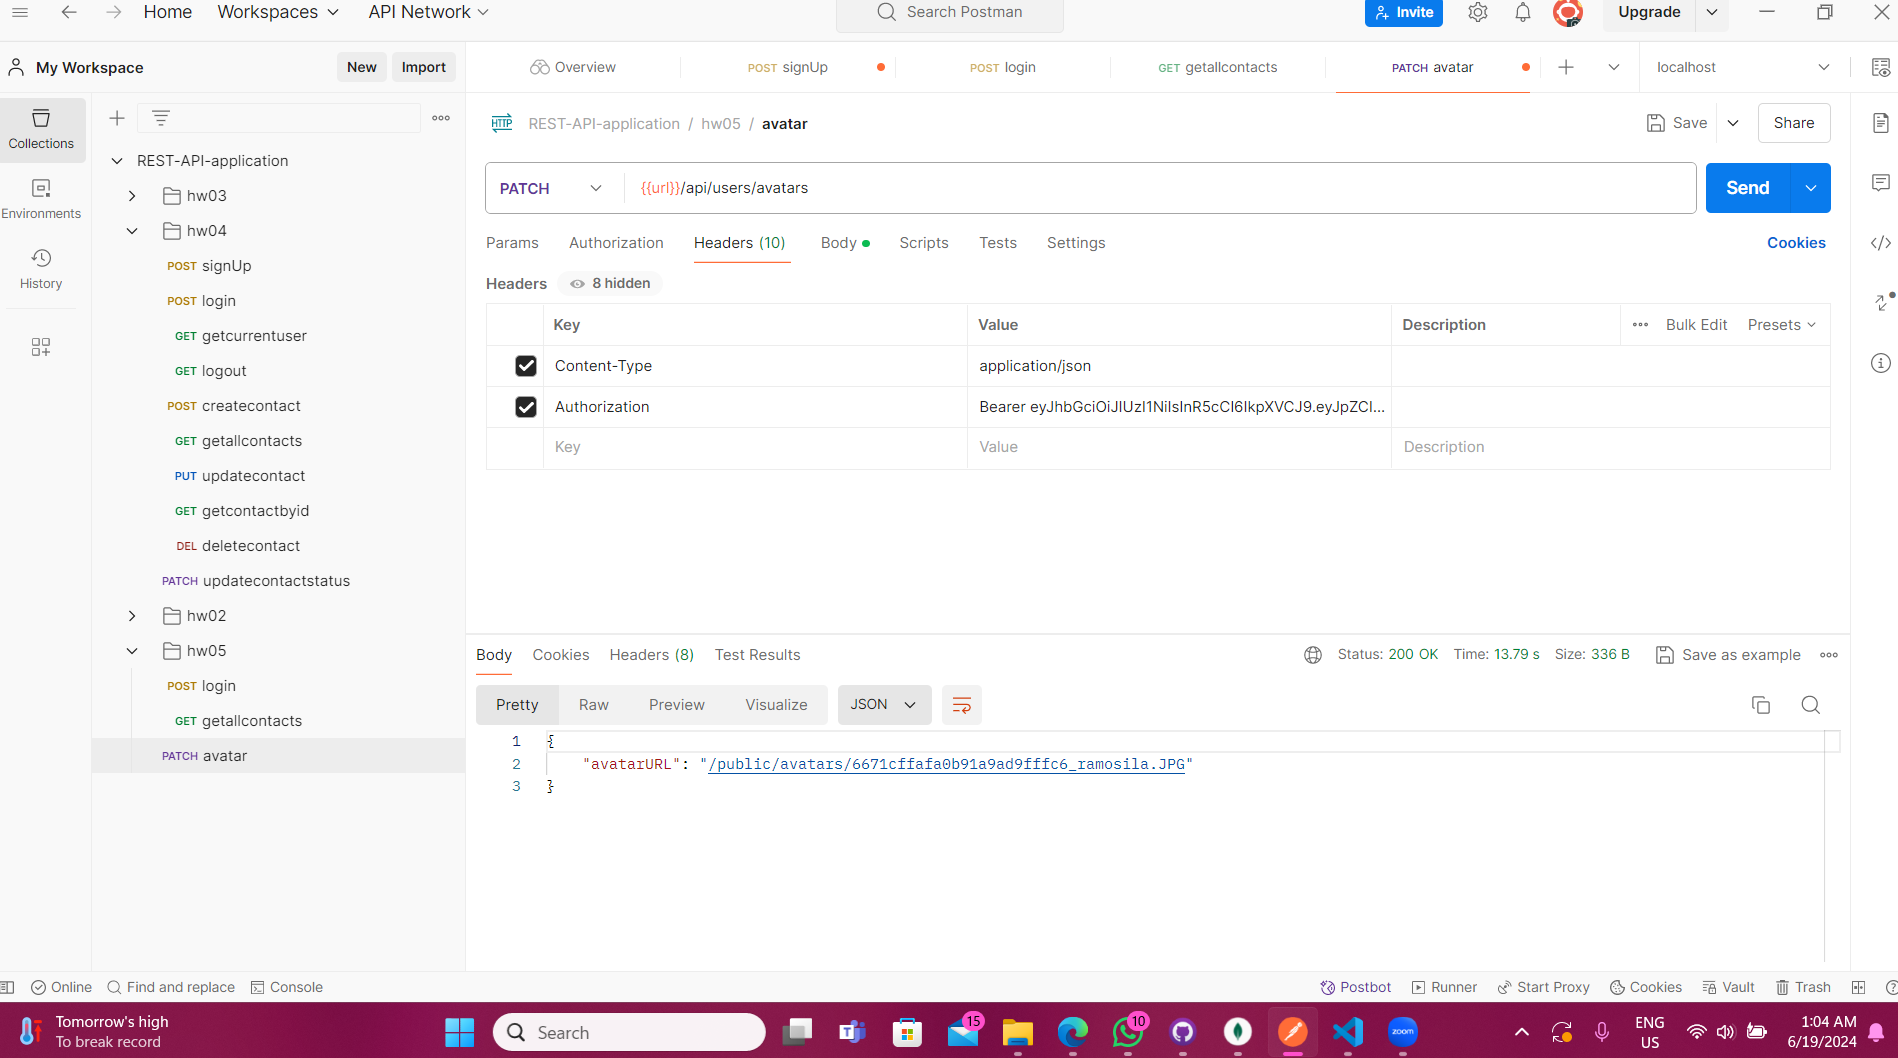 Home Workspaces API Network Search Postman Invite Upgrade
My Workspace New Import Overview POST signUp POST login GET getallcontacts PATCH avatar localhost
Collections
Environments
History
REST-API-application
hw03
hw04
POST signUp
POST login
GET getcurrentuser
GET logout
POST createcontact
GET getallcontacts
PUT updatecontact
GET getcontactbyid
DEL deletecontact
PATCH updatecontactstatus
hw02
hw05
POST login
GET getallcontacts
PATCH avatar
HTTP REST-API-application / hw05 / avatar Save Share
PATCH {{url}}/api/users/avatars Send
Params Authorization Headers (10) Body Scripts Tests Settings Cookies
Headers 8 hidden
Key Value Description Bulk Edit Presets
Content-Type application/json
Authorization Bearer eyJhbGciOiJIUzI1NiIsInR5cCI6IkpXVCJ9.eyJpZCI...
Key Value Description
Body Cookies Headers (8) Test Results Status: 200 OK Time: 13.79 s Size: 336 B Save as example
Pretty Raw Preview Visualize JSON
1 {
2 "avatarURL": "/public/avatars/6671cffafa0b91a9ad9fffc6_ramosila.JPG"
3 }
Online Find and replace Console Postbot Runner Start Proxy Cookies Vault Trash
Tomorrow's high
To break record
Search
15
10
zoom
ENG
US
1:04 AM
6/19/2024